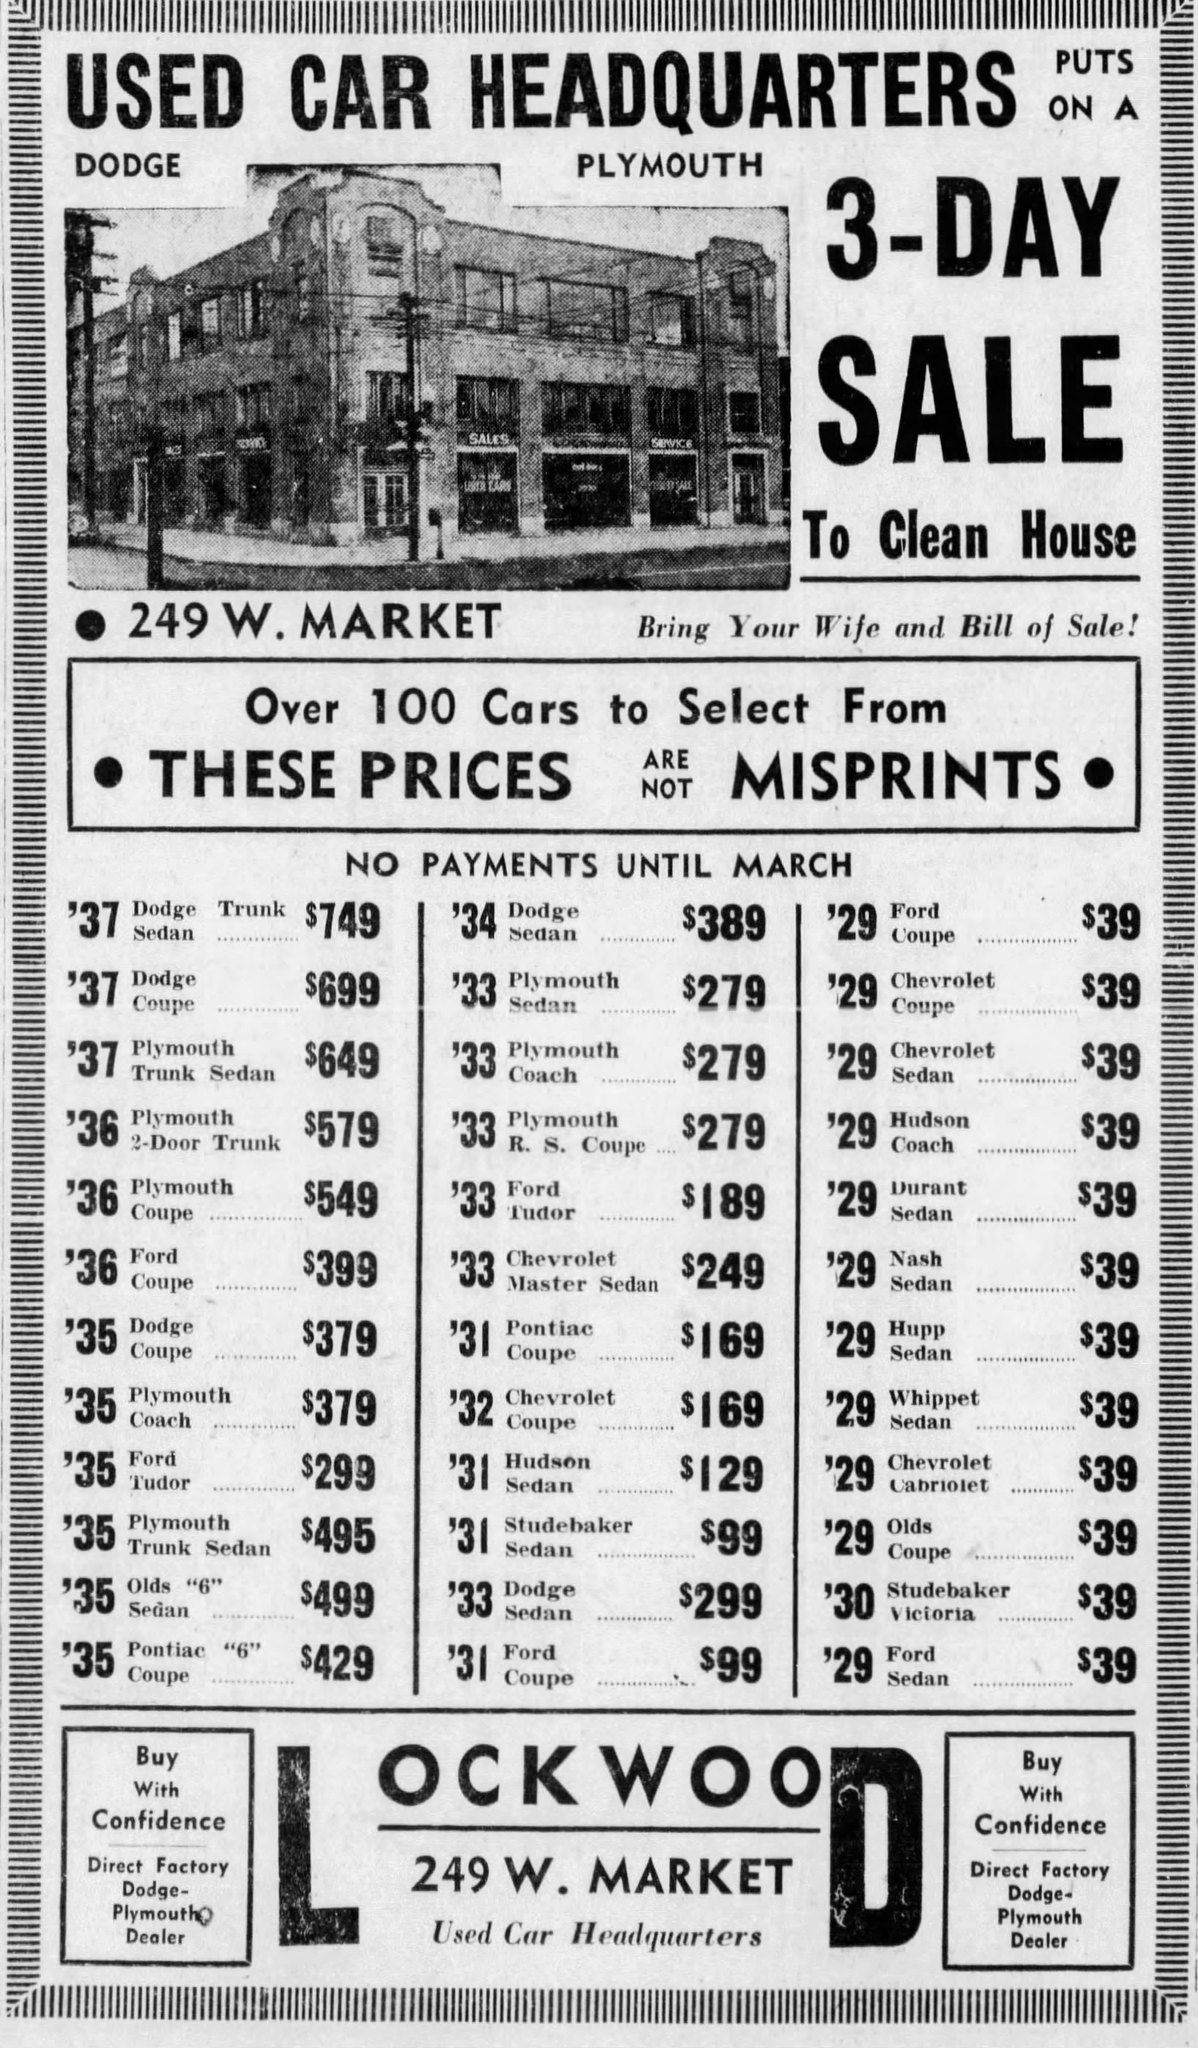 USED CAR HEADQUARTERS PUTS ON A
DODGE PLYMOUTH
3-DAY
SALE
To Clean House
SALES
SERVICE
USED CARS
SERVICE
● 249 W. MARKET
Bring Your Wife and Bill of Sale!
Over 100 Cars to Select From
● THESE PRICES ARE NOT MISPRINTS ●
NO PAYMENTS UNTIL MARCH
'37 Dodge Trunk
Sedan ............. $749
'37 Dodge
Coupe ............. $699
'37 Plymouth
Trunk Sedan $649
'36 Plymouth
2-Door Trunk $579
'36 Plymouth
Coupe ............. $549
'36 Ford
Coupe ............. $399
'35 Dodge
Coupe ............. $379
'35 Plymouth
Coach ............. $379
'35 Ford
Tudor ............. $299
'35 Plymouth
Trunk Sedan $495
'35 Olds "6"
Sedan ............. $499
'35 Pontiac "6"
Coupe ............. $429
'34 Dodge
Sedan ............. $389
'33 Plymouth
Sedan ............. $279
'33 Plymouth
Coach ............. $279
'33 Plymouth
R. S. Coupe .... $279
'33 Ford
Tudor ............. $189
'33 Chevrolet
Master Sedan $249
'31 Pontiac
Coupe ............. $169
'32 Chevrolet
Coupe ............. $169
'31 Hudson
Sedan ............. $129
'31 Studebaker
Sedan ............. $99
'33 Dodge
Sedan ............. $299
'31 Ford
Coupe ............. $99
'29 Ford
Coupe ................. $39
'29 Chevrolet
Coupe ................. $39
'29 Chevrolet
Sedan ................. $39
'29 Hudson
Coach ................. $39
'29 Durant
Sedan ................. $39
'29 Nash
Sedan ................. $39
'29 Hupp
Sedan ................. $39
'29 Whippet
Sedan ................. $39
'29 Chevrolet
Cabriolet ........... $39
'29 Olds
Coupe ................. $39
'30 Studebaker
Victoria ............. $39
'29 Ford
Sedan ................. $39
Buy
With
Confidence
Direct Factory
Dodge-
Plymouth
Dealer
LOCKWOOD
249 W. MARKET
Used Car Headquarters
Buy
With
Confidence
Direct Factory
Dodge-
Plymouth
Dealer